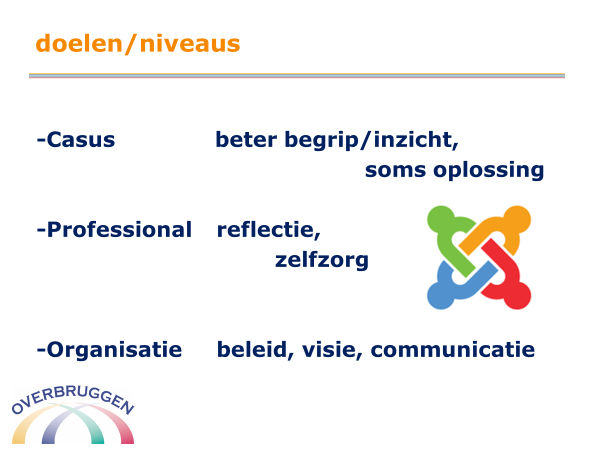 doelen/niveaus
-Casus beter begrip/inzicht,
soms oplossing
-Professional reflectie,
zelfzorg
-Organisatie beleid, visie, communicatie
OVERBRUGGEN